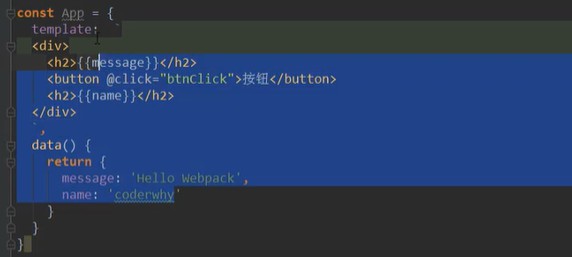 const App = {
  template: `
  <div>
    <h2>{{message}}</h2>
    <button @click="btnClick">按钮</button>
    <h2>{{name}}</h2>
  </div>
  `,
  data() {
    return {
      message: 'Hello Webpack',
      name: 'coderwhy'
    }
  }
}